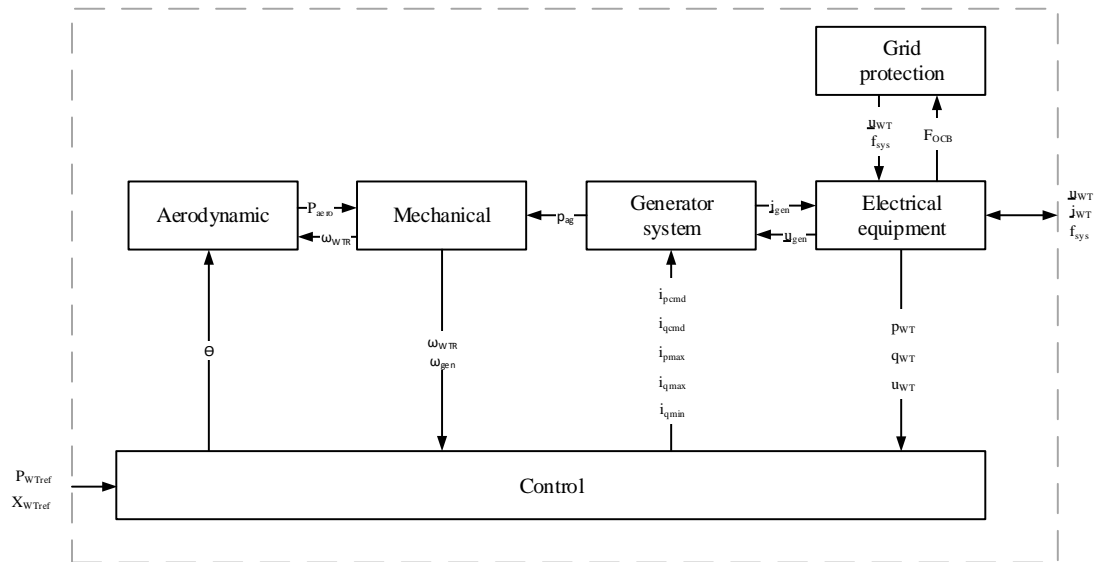 Grid
protection
u_WT
f_sys
F_OCB
Aerodynamic
P_aero
ω_WTR
Mechanical
p_ag
Generator
system
i_gen
u_gen
Electrical
equipment
u_WT
i_WT
f_sys
θ
ω_WTR
ω_gen
i_pcmd
i_qcmd
i_pmax
i_qmax
i_qmin
p_WT
q_WT
u_WT
P_WTref
X_WTref
Control